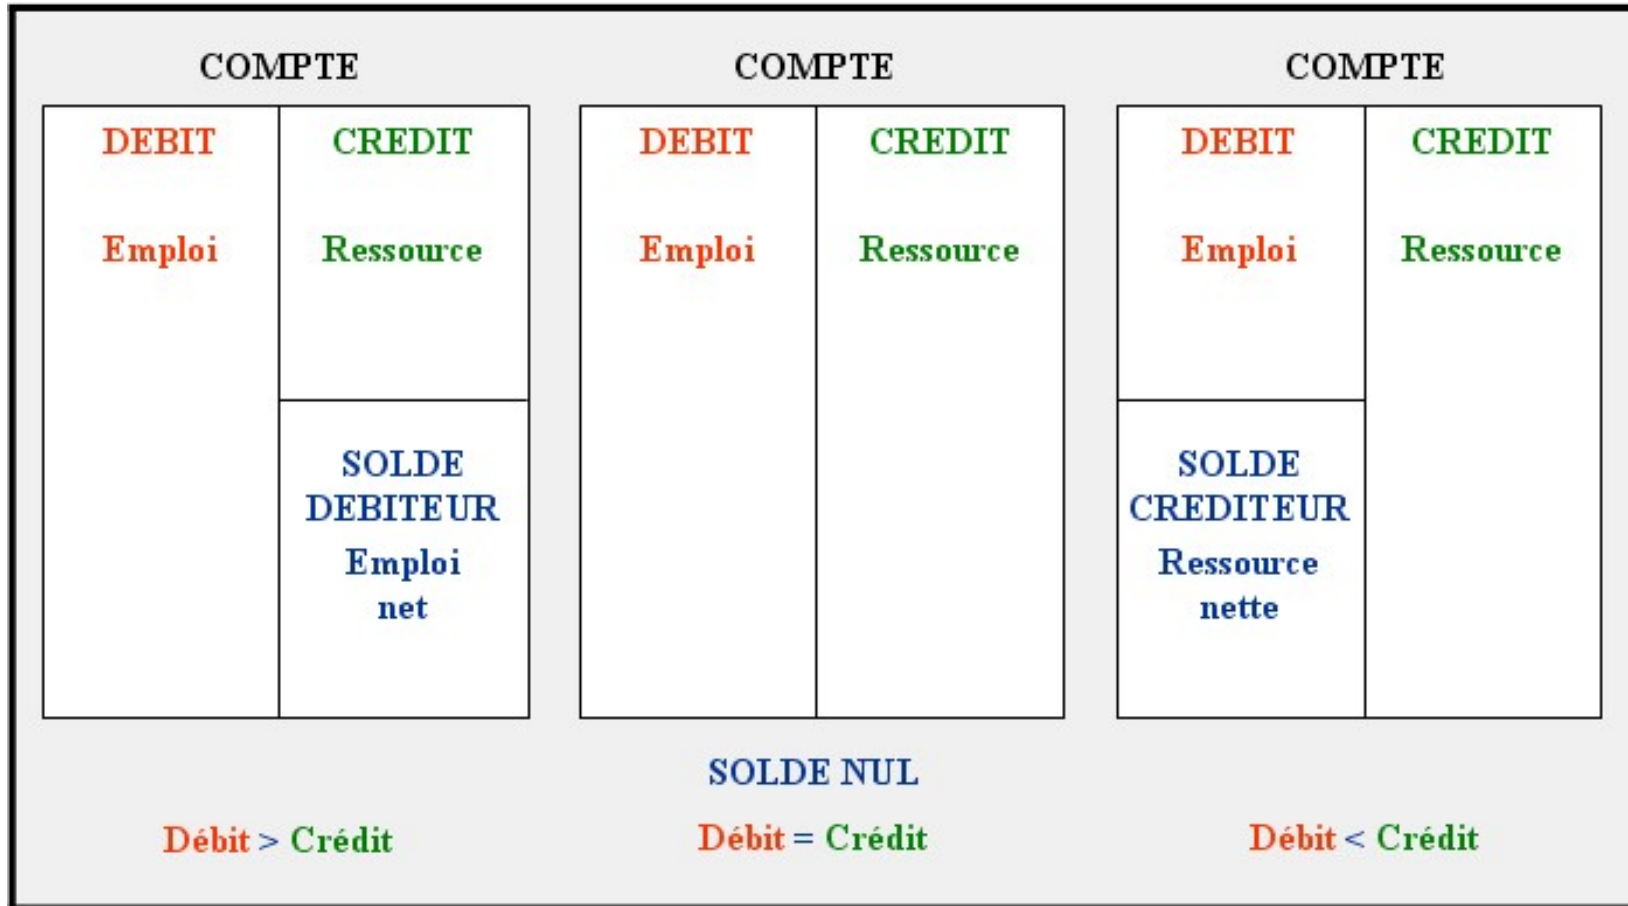 COMPTE
DEBIT CREDIT
Emploi Ressource
SOLDE
DEBITEUR
Emploi
net
Débit > Crédit
COMPTE
DEBIT CREDIT
Emploi Ressource
SOLDE NUL
Débit = Crédit
COMPTE
DEBIT CREDIT
Emploi Ressource
SOLDE
CREDITEUR
Ressource
nette
Débit < Crédit